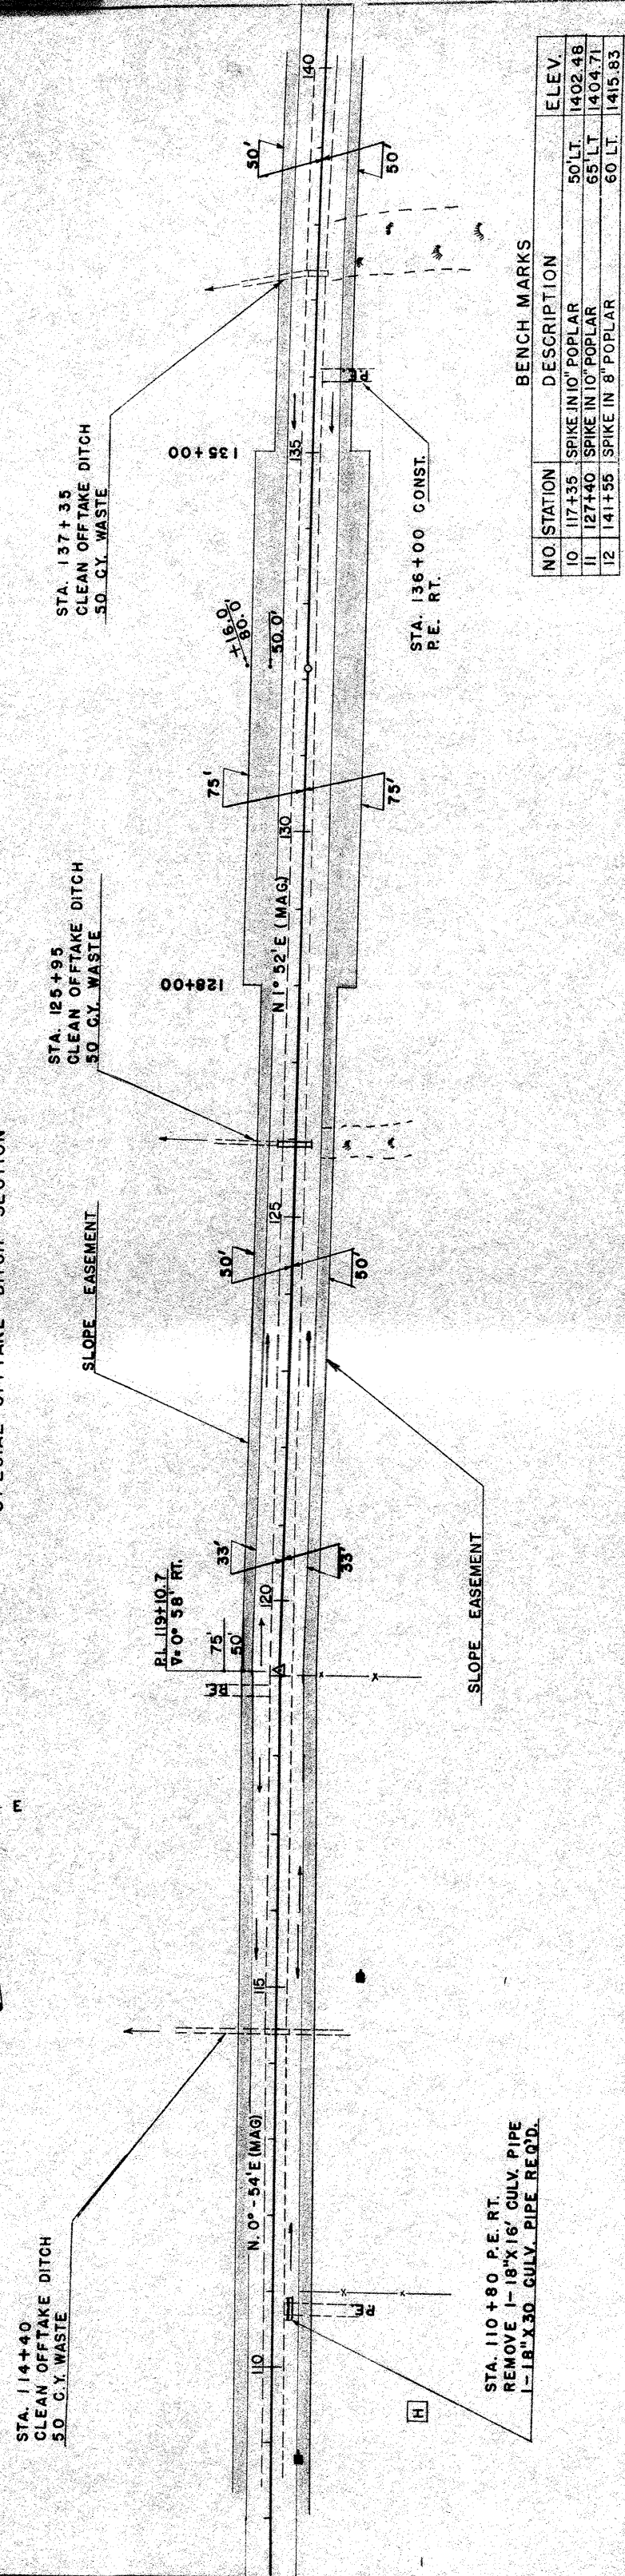 STA. 114+40
CLEAN OFFTAKE DITCH
50 C.Y. WASTE
STA. 125+95
CLEAN OFFTAKE DITCH
50 C.Y. WASTE
STA. 137+35
CLEAN OFFTAKE DITCH
50 CY. WASTE
SLOPE EASEMENT
E
P.I. 119+10.7
∇= 0° 58' RT.
75'
50'
P.E.
33'
50'
128+00
75'
+16.0'
80.'
50.0'
135+00
50'
N. 0° - 54' E (MAG)
N 1° 52' E (MAG.)
110
115
120
125
130
135
140
P.E.
33'
50'
75'
P.E.
50'
H
STA. 110+80 P.E. RT.
REMOVE 1-18"X16' CULV. PIPE
1-18"X30 CULV. PIPE REQ'D.
SLOPE EASEMENT
STA. 136+00 CONST.
P.E. RT.
BENCH MARKS
NO. STATION DESCRIPTION ELEV.
10 117+35 SPIKE IN 10" POPLAR 50' LT. 1402.48
11 127+40 SPIKE IN 10" POPLAR 65' LT 1404.71
12 141+55 SPIKE IN 8" POPLAR 60 LT. 1415.83